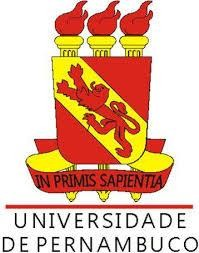 IN PRIMIS SAPIENTIA
UNIVERSIDADE
DE PERNAMBUCO